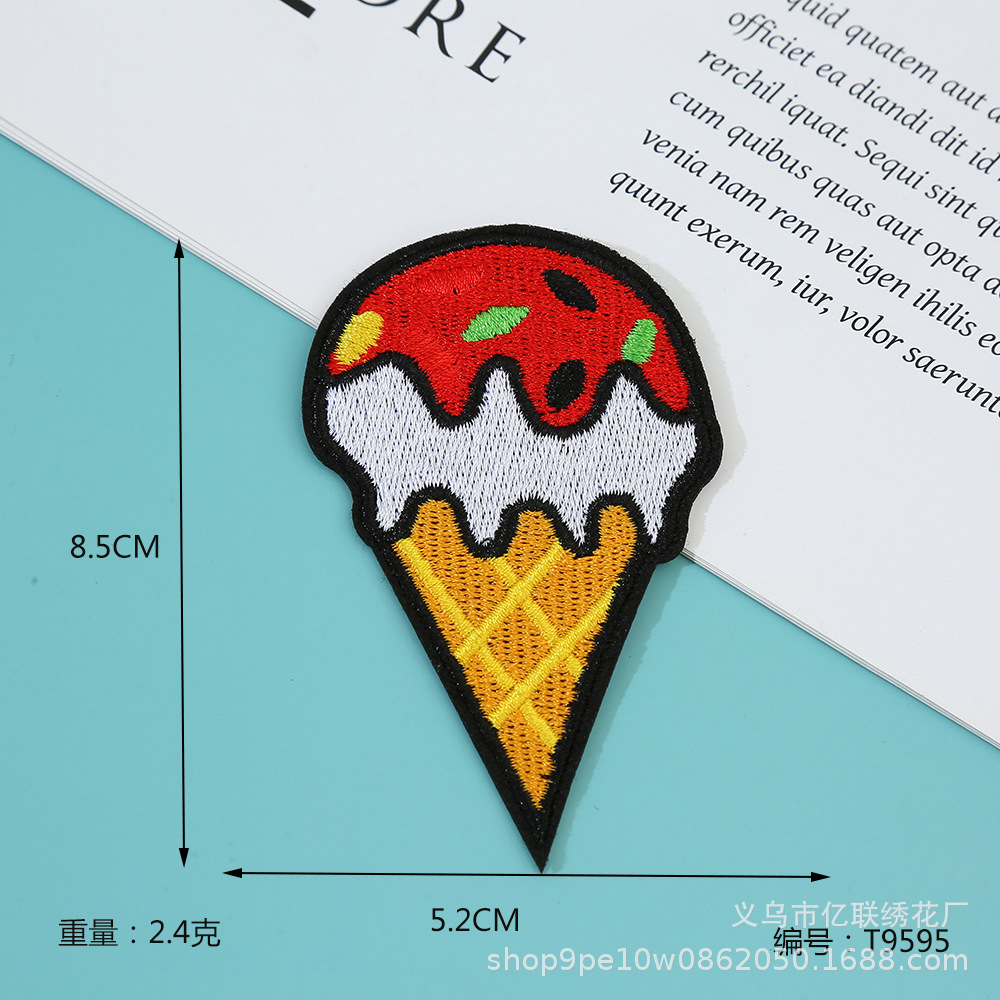 ORE
quid quatem aut
officiet ea diandi dit id
rerchil iquat. Sequi sint
cum quibus quas aut opta
venia nam rem veligen ihilis
quunt exerum, iur, volor saerunt
8.5CM
5.2CM
重量：2.4克
义乌市亿联绣花厂
编号：T9595
shop9pe10w0862050.1688.com